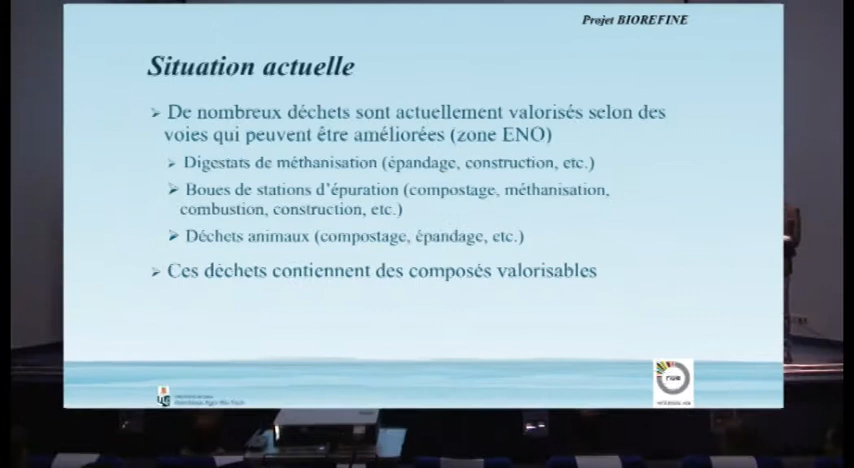 Projet BIOREFINE
Situation actuelle
➢ De nombreux déchets sont actuellement valorisés selon des
voies qui peuvent être améliorées (zone ENO)
➢ Digestats de méthanisation (épandage, construction, etc.)
➢ Boues de stations d'épuration (compostage, méthanisation,
combustion, construction, etc.)
➢ Déchets animaux (compostage, épandage, etc.)
➢ Ces déchets contiennent des composés valorisables